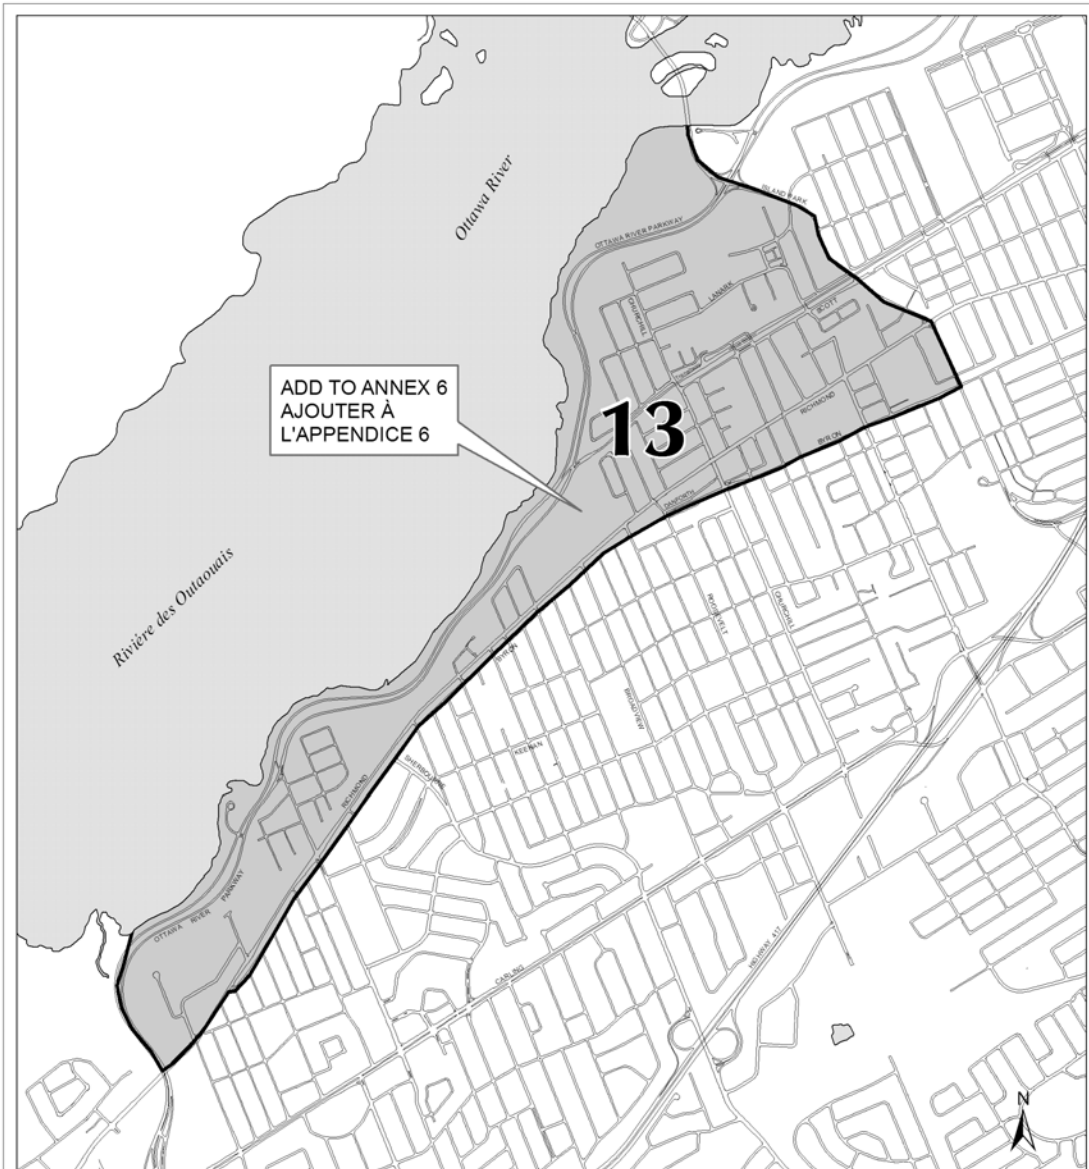 ISLAND PARK
Ottawa River
OTTAWA RIVER PARKWAY
LANARK
CHURCHILL
SCOTT
ADD TO ANNEX 6
AJOUTER À
L'APPENDICE 6
13
RICHMOND
BYRON
DANFORTH
Rivière des Outaouais
ROOSEVELT
CHURCHILL
BYRON
BROADVIEW
KEENAN
SHERBOURNE
RICHMOND
OTTAWA RIVER PARKWAY
CARLING
HIGHWAY 417
N